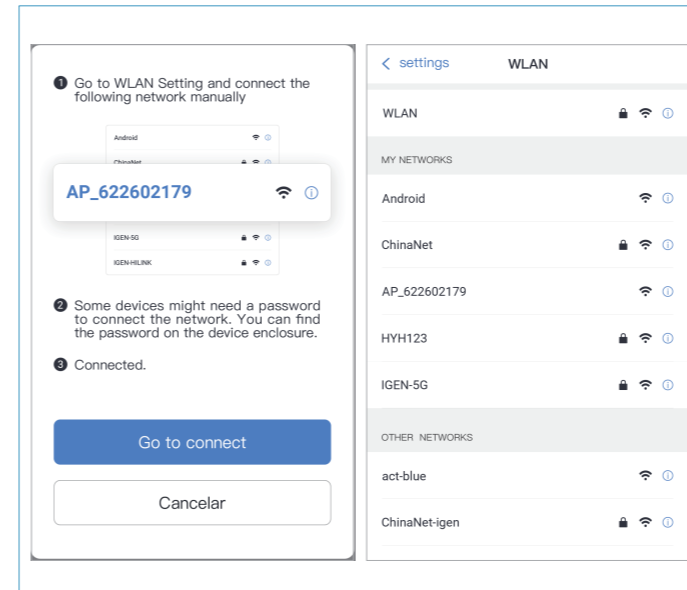 ❶ Go to WLAN Setting and connect the
following network manually
Android
ChinaNet
AP_622602179
IGEN-5G
IGEN-HILINK
❷ Some devices might need a password
to connect the network. You can find
the password on the device enclosure.
❸ Connected.
Go to connect
Cancelar
settings WLAN
WLAN
MY NETWORKS
Android
ChinaNet
AP_622602179
HYH123
IGEN-5G
OTHER NETWORKS
act-blue
ChinaNet-igen